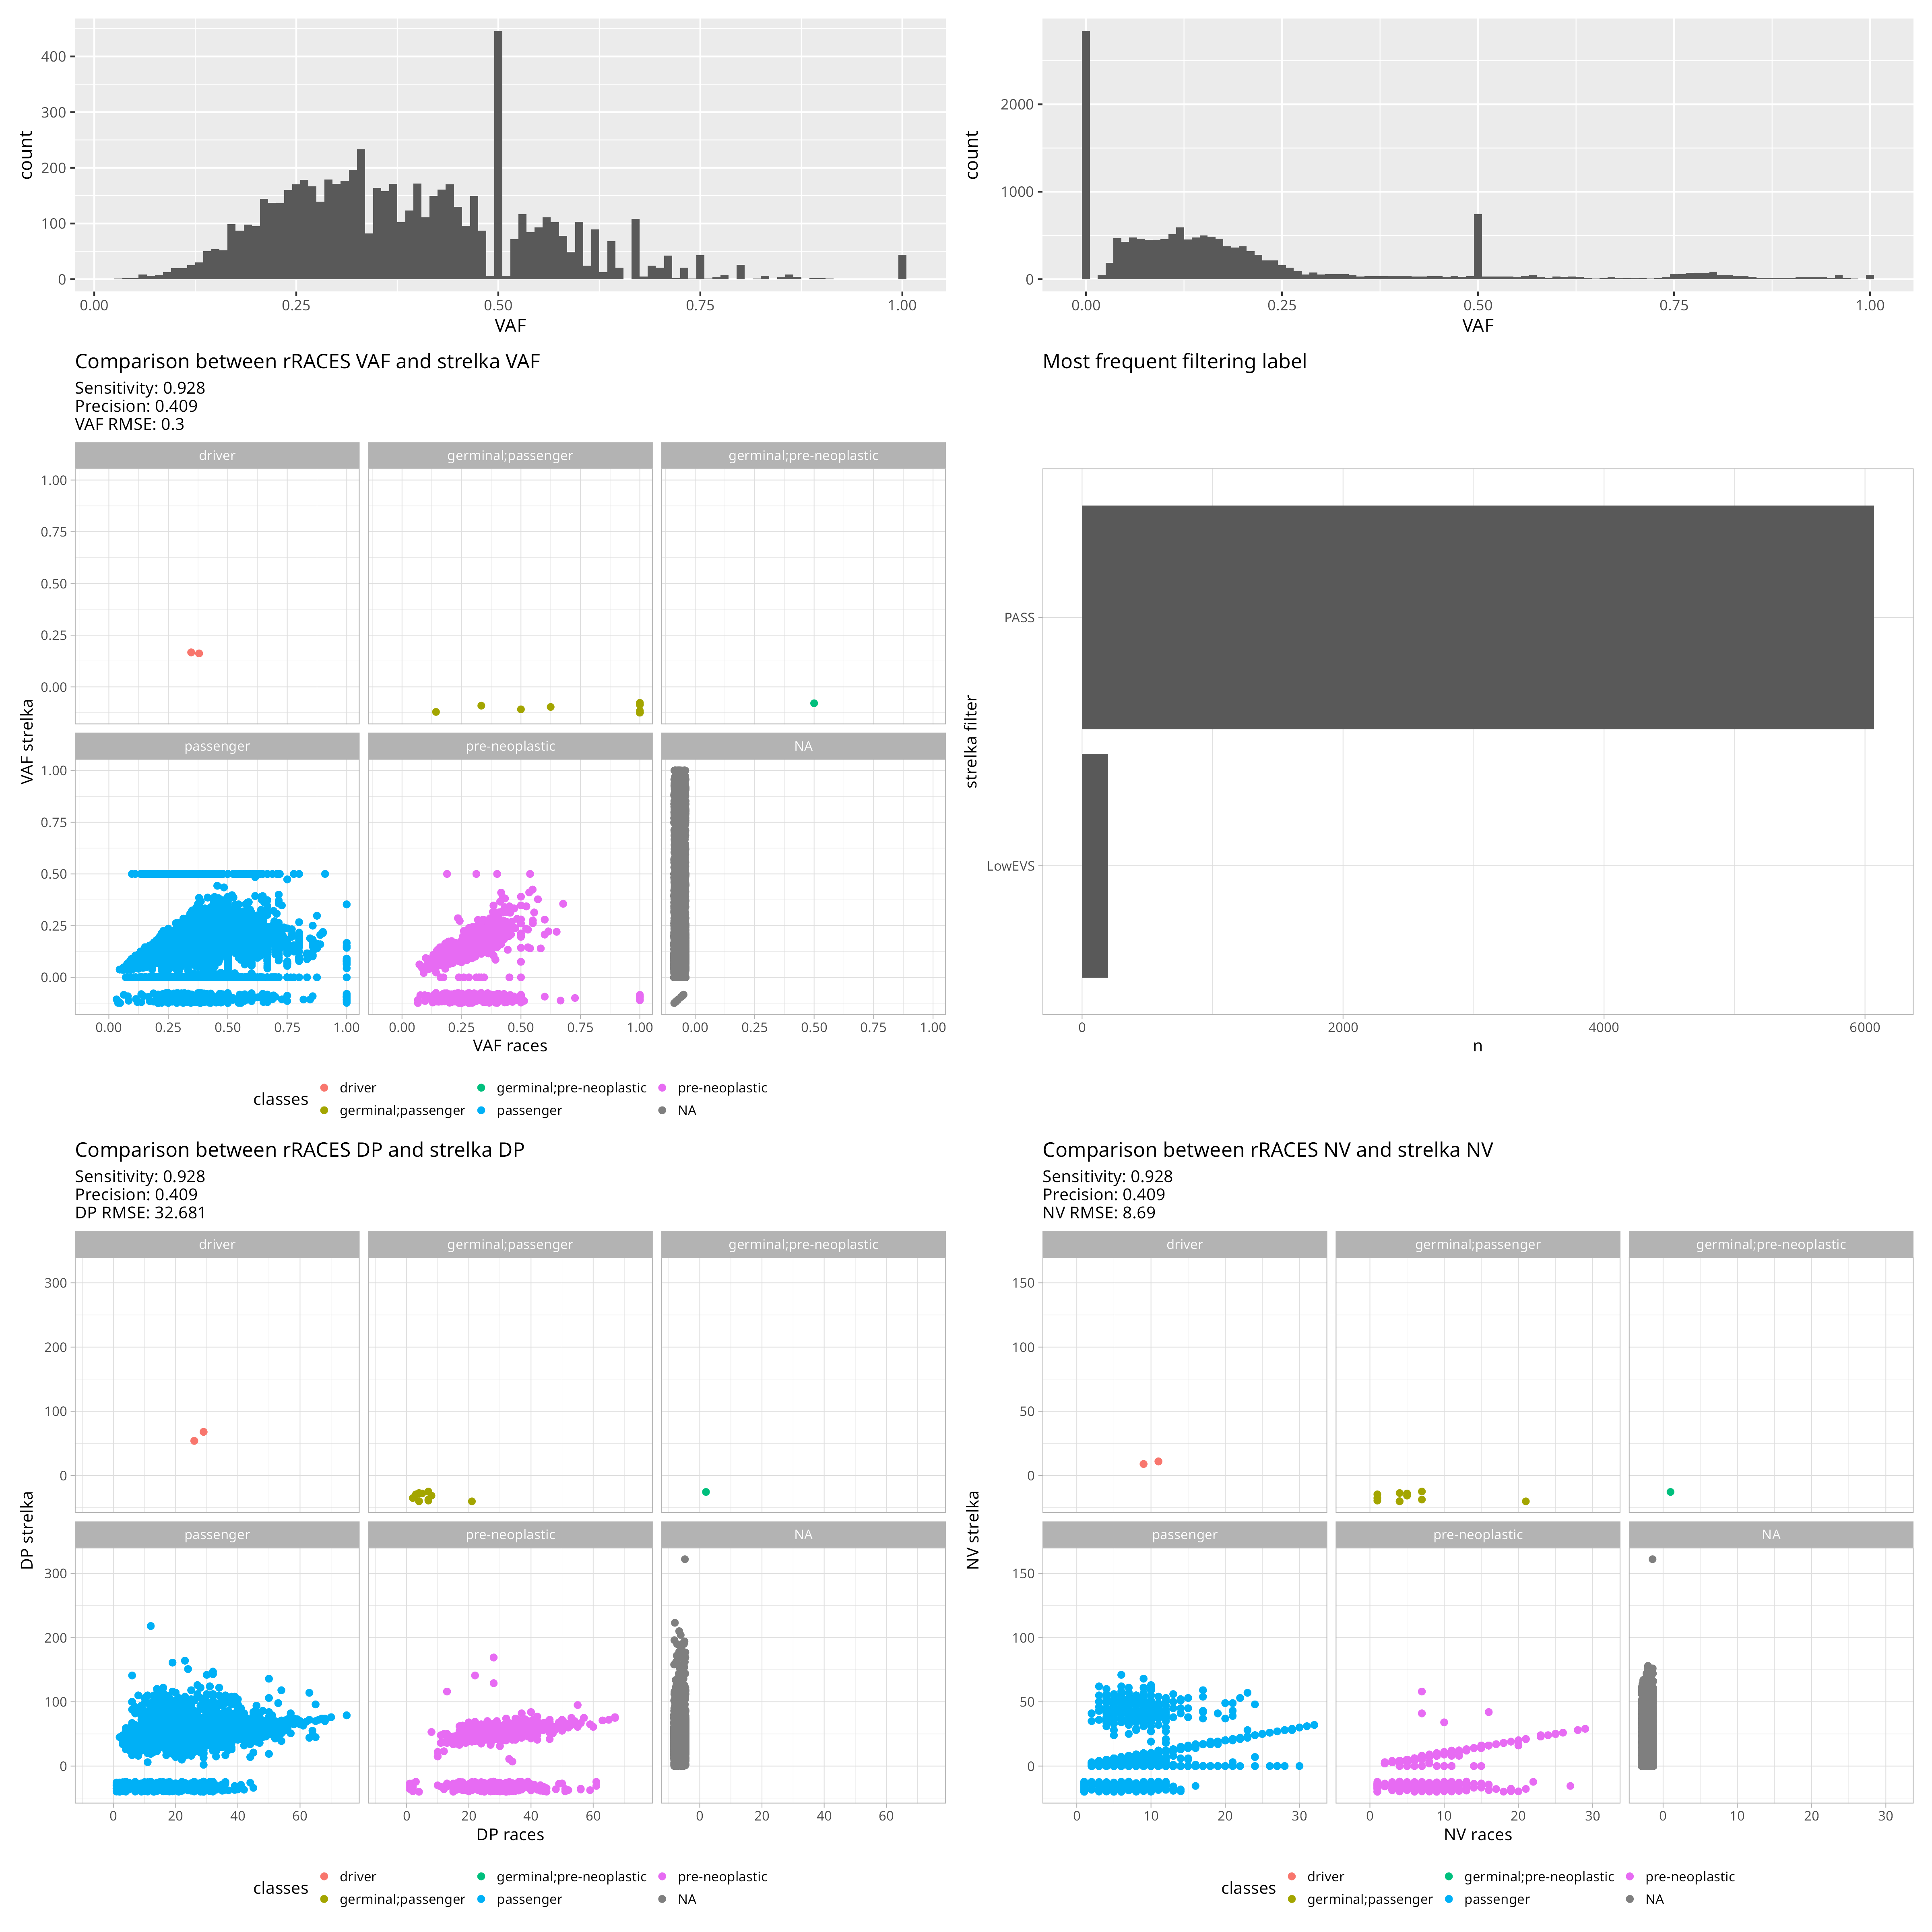 count
400
300
200
100
0
0.00 0.25 0.50 0.75 1.00
VAF
count
2000
1000
0
0.00 0.25 0.50 0.75 1.00
VAF
Comparison between rRACES VAF and strelka VAF
Sensitivity: 0.928
Precision: 0.409
VAF RMSE: 0.3
driver germinal;passenger germinal;pre-neoplastic
1.00
0.75
0.50
0.25
0.00
VAF strelka
passenger pre-neoplastic NA
1.00
0.75
0.50
0.25
0.00
0.00 0.25 0.50 0.75 1.00 0.00 0.25 0.50 0.75 1.00 0.00 0.25 0.50 0.75 1.00
VAF races
classes
driver germinal;pre-neoplastic pre-neoplastic
germinal;passenger passenger NA
Most frequent filtering label
strelka filter
PASS
LowEVS
0 2000 4000 6000
n
Comparison between rRACES DP and strelka DP
Sensitivity: 0.928
Precision: 0.409
DP RMSE: 32.681
driver germinal;passenger germinal;pre-neoplastic
300
200
100
0
DP strelka
passenger pre-neoplastic NA
300
200
100
0
0 20 40 60 0 20 40 60 0 20 40 60
DP races
classes
driver germinal;pre-neoplastic pre-neoplastic
germinal;passenger passenger NA
Comparison between rRACES NV and strelka NV
Sensitivity: 0.928
Precision: 0.409
NV RMSE: 8.69
driver germinal;passenger germinal;pre-neoplastic
150
100
50
0
NV strelka
passenger pre-neoplastic NA
150
100
50
0
0 10 20 30 0 10 20 30 0 10 20 30
NV races
classes
driver germinal;pre-neoplastic pre-neoplastic
germinal;passenger passenger NA